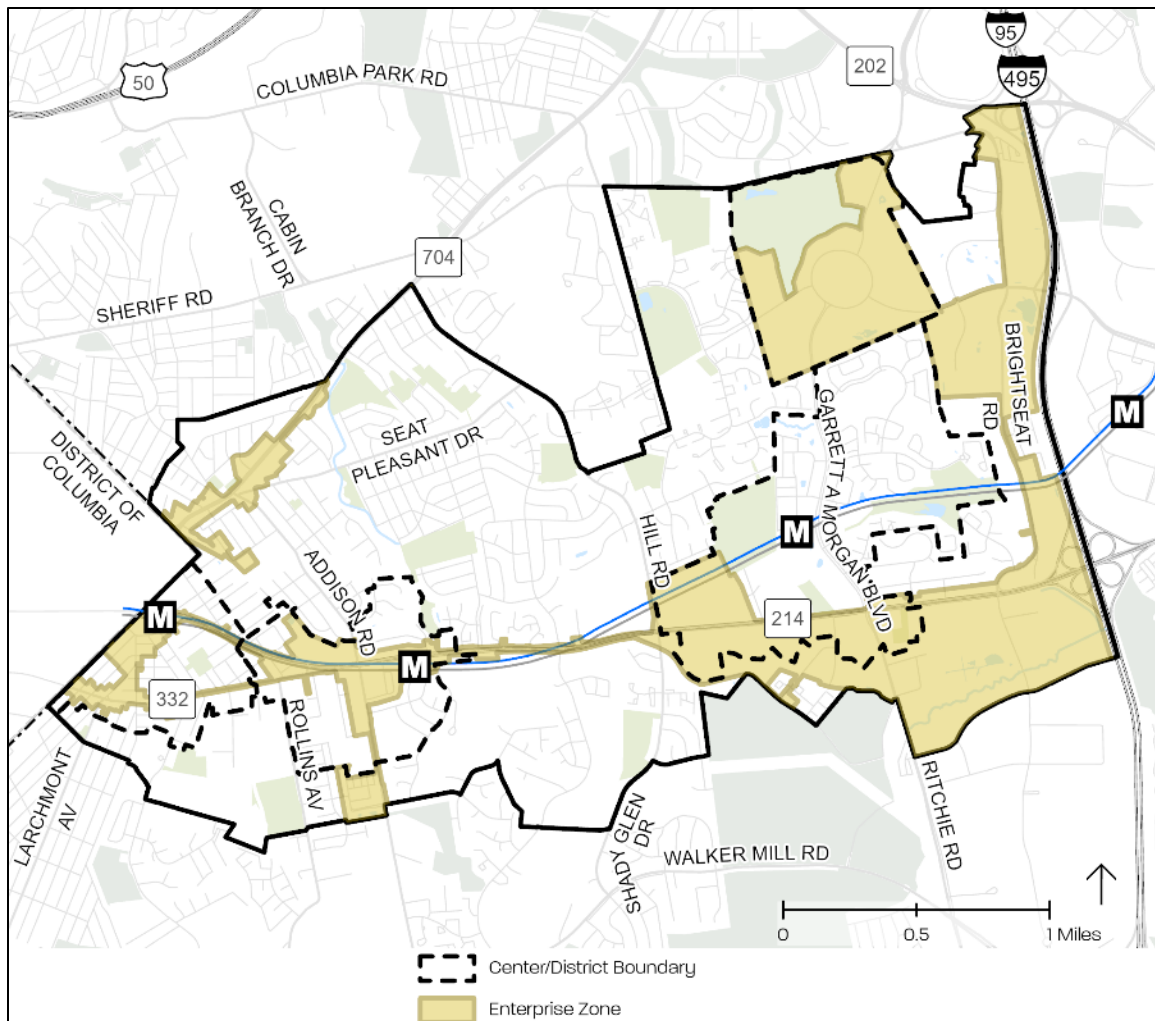 95
495
50
202
COLUMBIA PARK RD
CABIN
BRANCH DR
704
SHERIFF RD
BRIGHTSEAT
RD
M
GARRETT A MORGAN BLVD
SEAT
PLEASANT DR
DISTRICT OF
COLUMBIA
HILL RD
M
ADDISON RD
M
214
M
332
ROLLINS AV
LARCHMONT
AV
RITCHIE RD
SHADY GLEN
DR
WALKER MILL RD
0
0.5
1 Miles
Center/District Boundary
Enterprise Zone